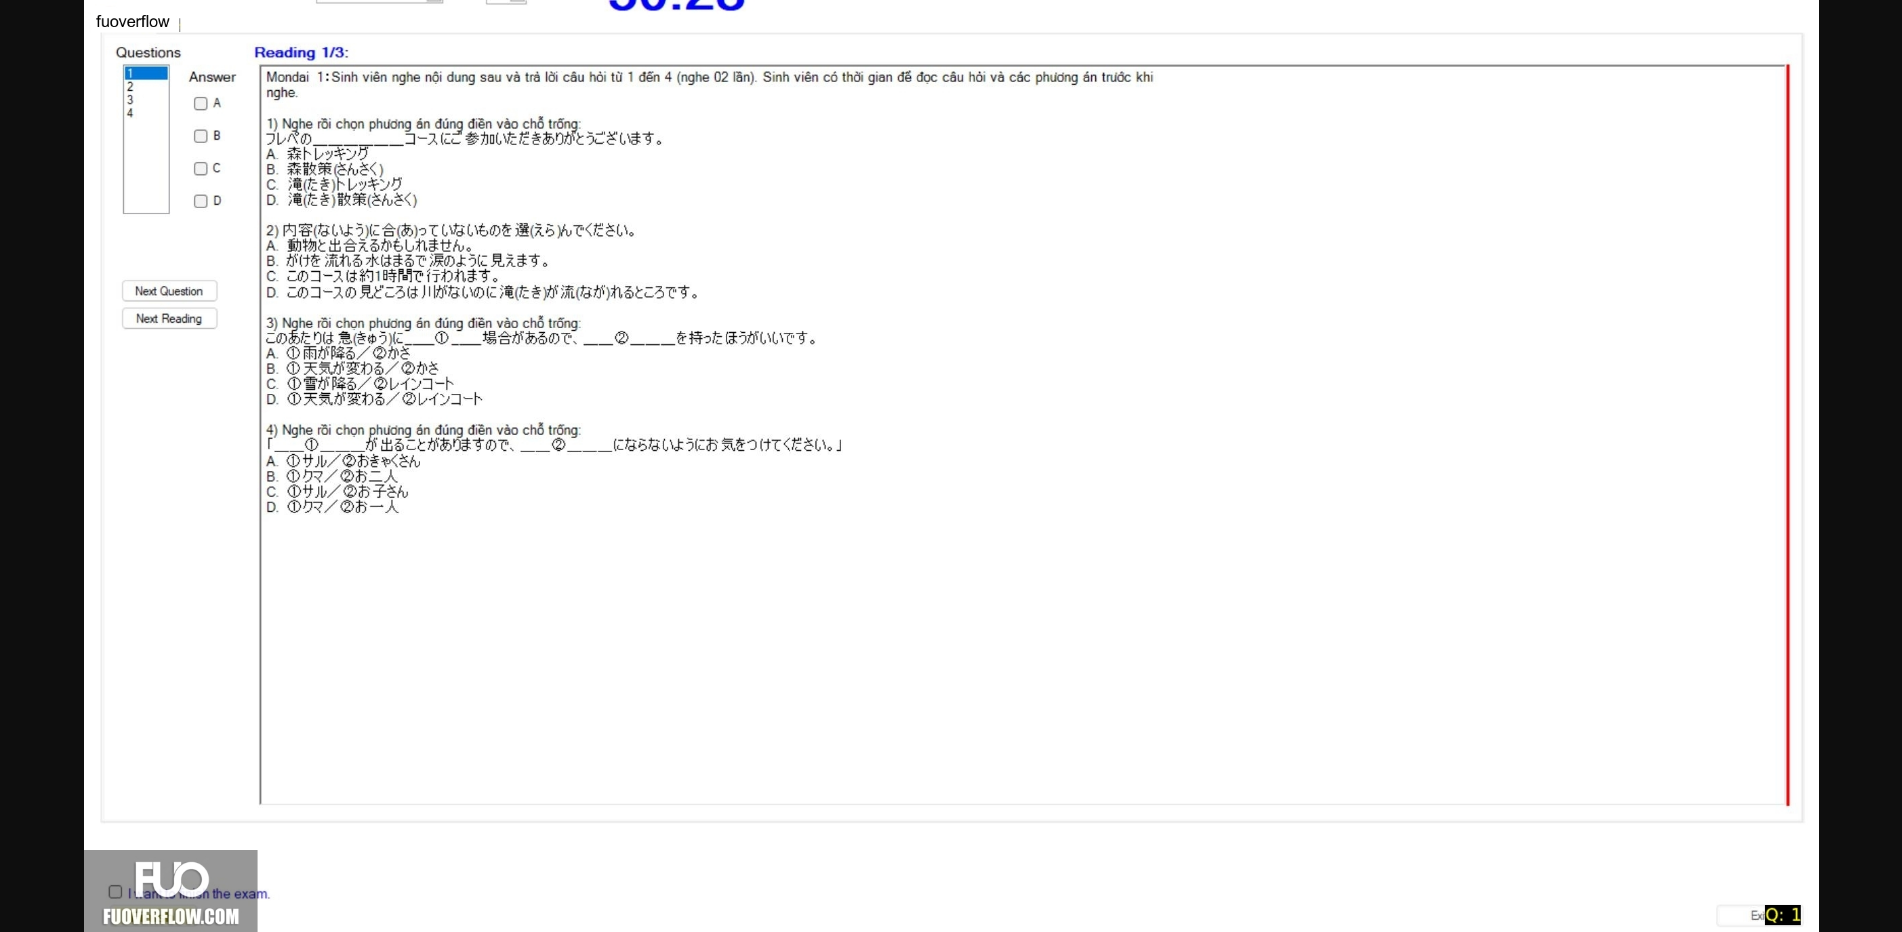 fuoverflow
Questions
Reading 1/3:
1
2
3
4
Answer
A
B
C
D
Next Question
Next Reading
Mondai 1:Sinh viên nghe nội dung sau và trả lời câu hỏi từ 1 đến 4 (nghe 02 lần). Sinh viên có thời gian để đọc câu hỏi và các phương án trước khi
nghe.
1) Nghe rồi chọn phương án đúng điền vào chỗ trống:
フレペの____________コースにご参加いただきありがとうございます。
A. 森トレッキング
B. 森散策(さんさく)
C. 滝(たき)トレッキング
D. 滝(たき)散策(さんさく)
2) 内容(ないよう)に合(あ)っていないものを選(えら)んでください。
A. 動物と出合えるかもしれません。
B. がけを流れる水はまるで涙のように見えます。
C. このコースは約1時間で行われます。
D. このコースの見どころは川がないのに滝(たき)が流(なが)れるところです。
3) Nghe rồi chọn phương án đúng điền vào chỗ trống:
このあたりは急(きゅう)に____①____場合があるので、____②______を持ったほうがいいです。
A. ①雨が降る／②かさ
B. ①天気が変わる／②かさ
C. ①雪が降る／②レインコート
D. ①天気が変わる／②レインコート
4) Nghe rồi chọn phương án đúng điền vào chỗ trống:
「____①______が出ることがありますので、____②______にならないようにお気をつけてください。」
A. ①サル／②おきゃくさん
B. ①クマ／②お二人
C. ①サル／②お子さん
D. ①クマ／②お一人
FUO
I want to finish the exam.
FUOVERFLOW.COM
Q: 1